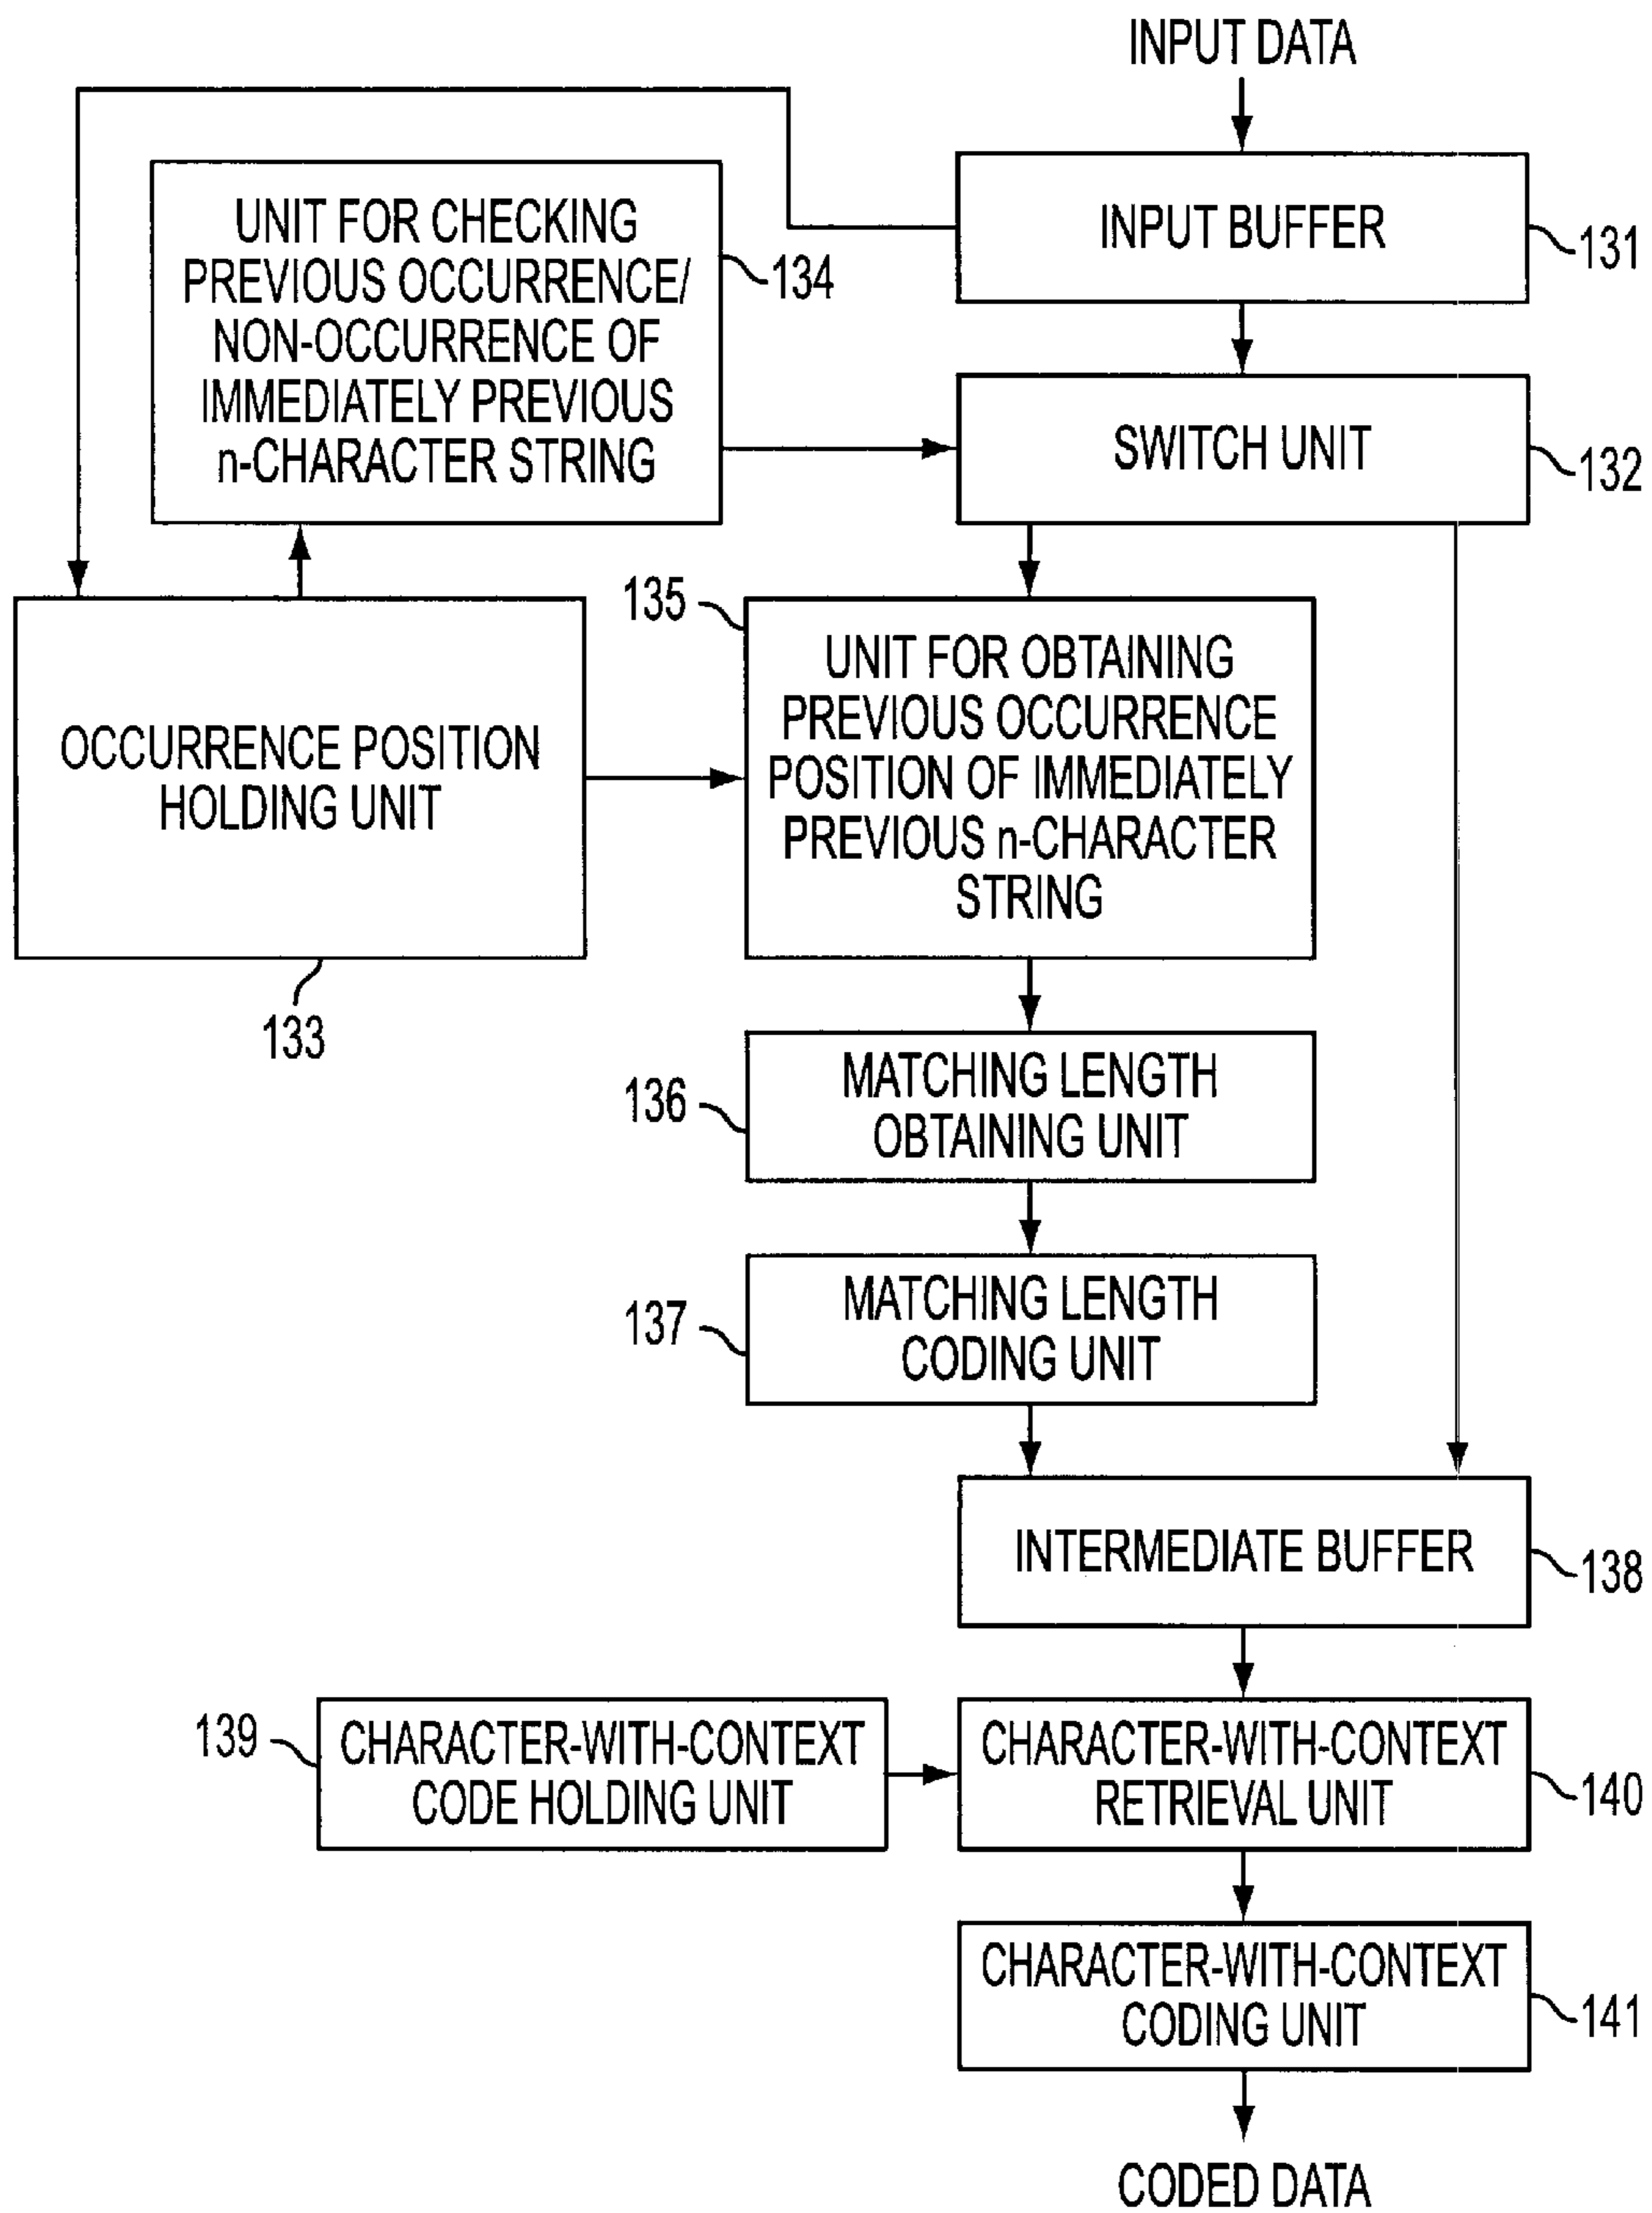 INPUT DATA
INPUT BUFFER
131
UNIT FOR CHECKING
PREVIOUS OCCURRENCE/
NON-OCCURRENCE OF
IMMEDIATELY PREVIOUS
n-CHARACTER STRING
134
SWITCH UNIT
132
OCCURRENCE POSITION
HOLDING UNIT
133
135
UNIT FOR OBTAINING
PREVIOUS OCCURRENCE
POSITION OF IMMEDIATELY
PREVIOUS n-CHARACTER
STRING
136
MATCHING LENGTH
OBTAINING UNIT
137
MATCHING LENGTH
CODING UNIT
INTERMEDIATE BUFFER
138
139
CHARACTER-WITH-CONTEXT
CODE HOLDING UNIT
CHARACTER-WITH-CONTEXT
RETRIEVAL UNIT
140
CHARACTER-WITH-CONTEXT
CODING UNIT
141
CODED DATA